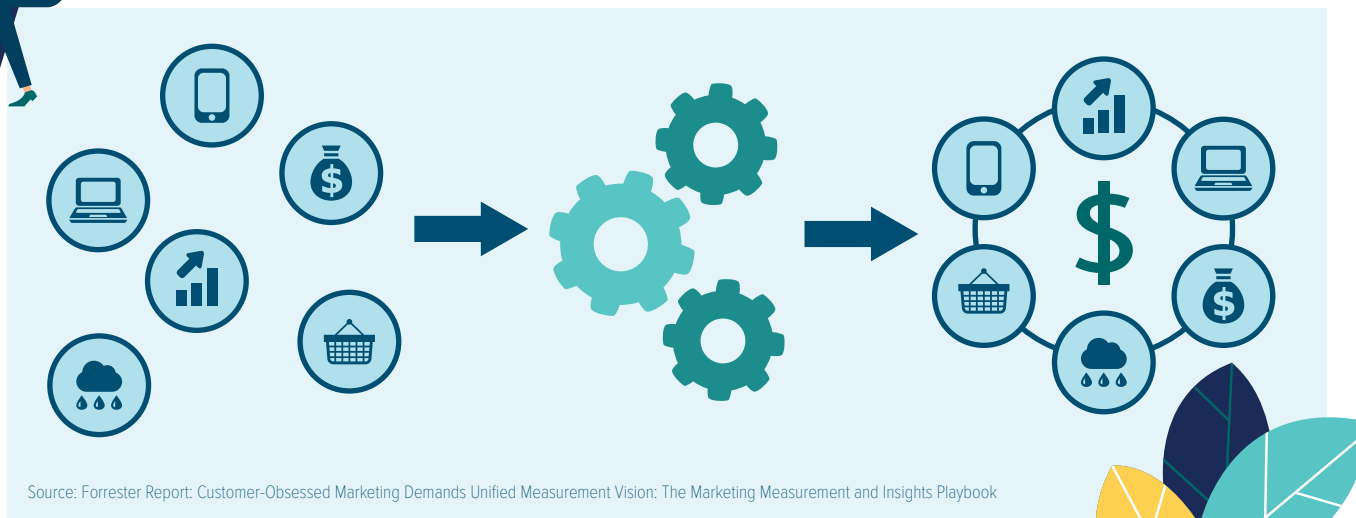 $
$
$
Source: Forrester Report: Customer-Obsessed Marketing Demands Unified Measurement Vision: The Marketing Measurement and Insights Playbook